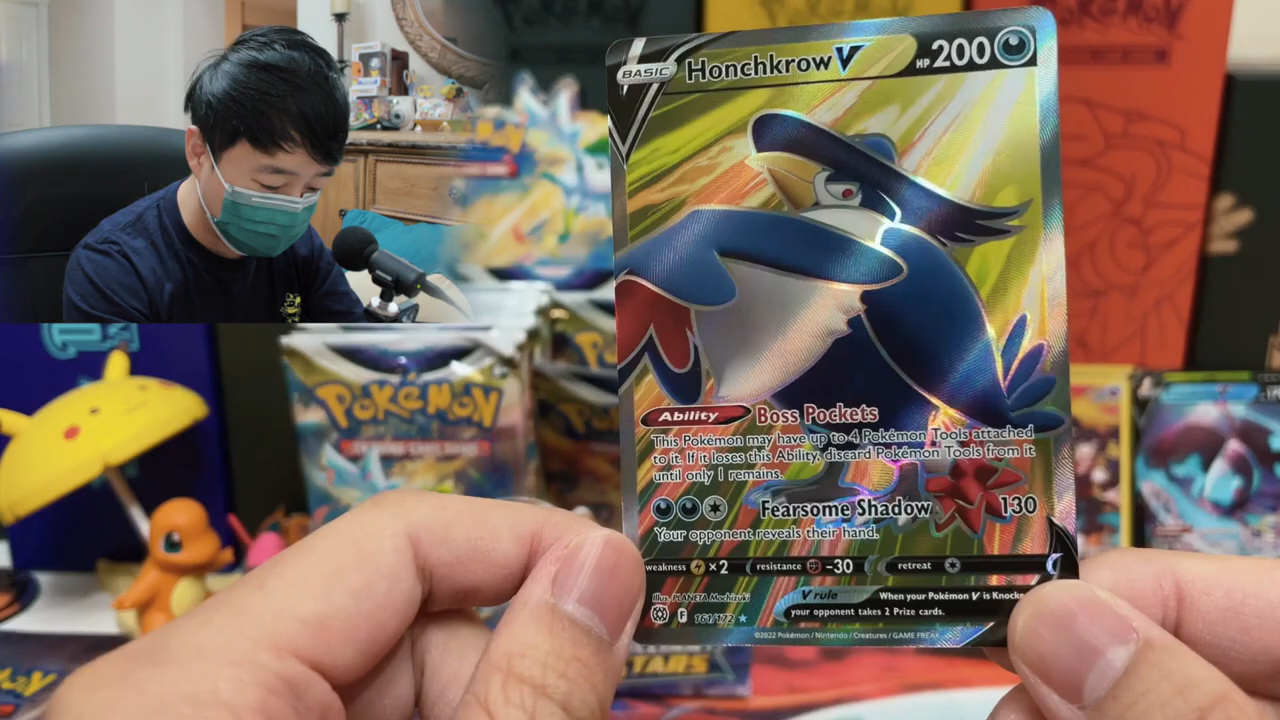 BASIC
Honchkrow V
HP 200
Ability Boss Pockets
This Pokémon may have up to 4 Pokémon Tools attached
to it. If it loses this Ability, discard Pokémon Tools from it
until only 1 remains.
Fearsome Shadow 130
Your opponent reveals their hand.
weakness ×2 resistance -30 retreat
Illus. PLANETA Mochizuki
V rule When your Pokémon V is Knocke
your opponent takes 2 Prize cards.
F 161/172 ★
©2022 Pokémon / Nintendo / Creatures / GAME FREAK
POKéMON
STARS